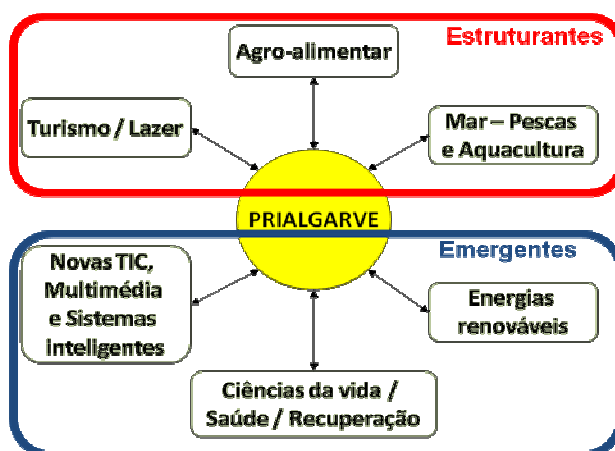 Estruturantes
Agro-alimentar
Turismo / Lazer
Mar – Pescas
e Aquacultura
PRIALGARVE
Emergentes
Novas TIC,
Multimédia
e Sistemas
inteligentes
Energias
renováveis
Ciências da vida /
Saúde / Recuperação